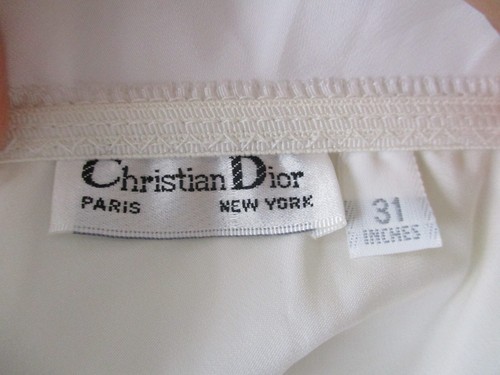 Christian Dior
PARIS NEW YORK
31
INCHES